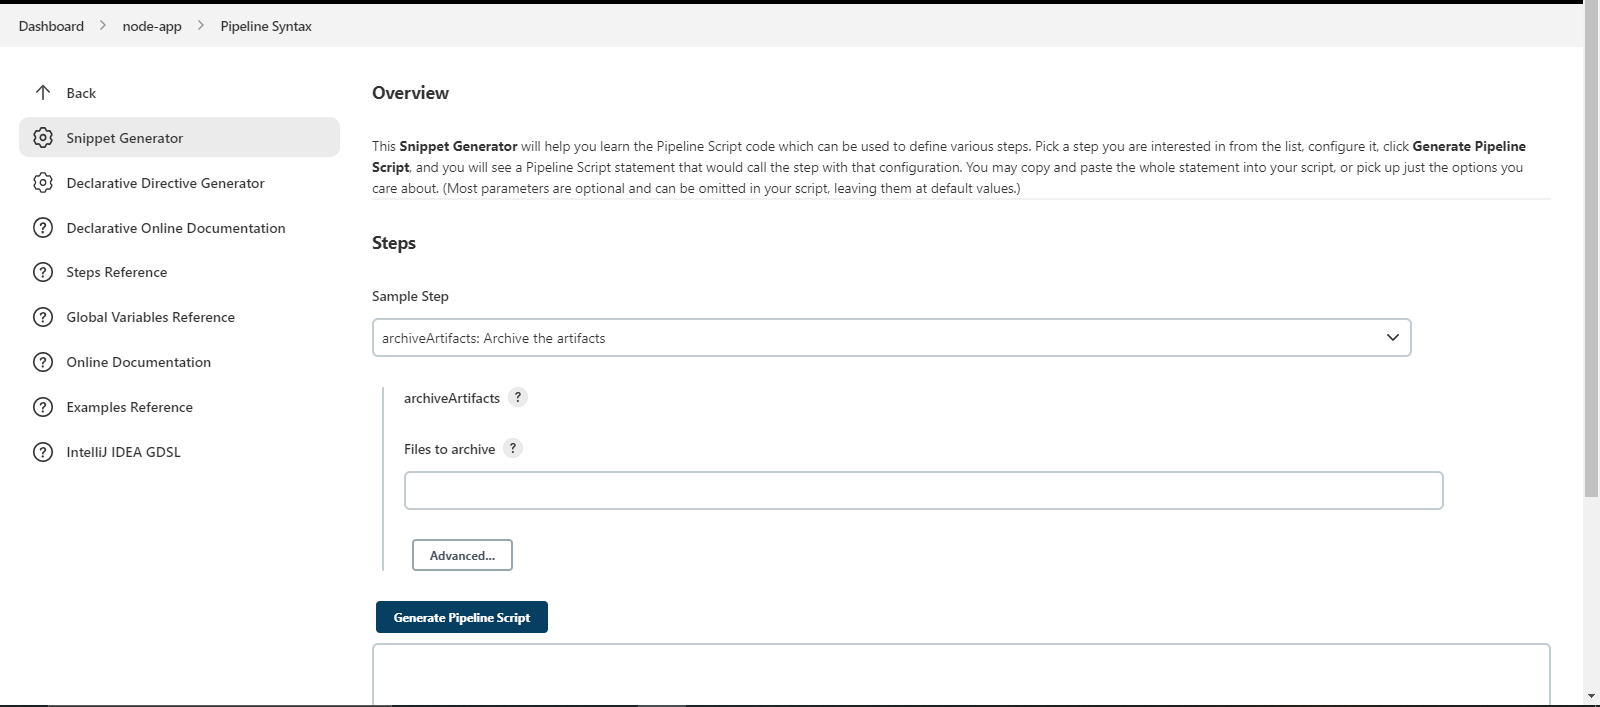 Dashboard > node-app > Pipeline Syntax
Back
Snippet Generator
Declarative Directive Generator
Declarative Online Documentation
Steps Reference
Global Variables Reference
Online Documentation
Examples Reference
IntelliJ IDEA GDSL
Overview
This Snippet Generator will help you learn the Pipeline Script code which can be used to define various steps. Pick a step you are interested in from the list, configure it, click Generate Pipeline
Script, and you will see a Pipeline Script statement that would call the step with that configuration. You may copy and paste the whole statement into your script, or pick up just the options you
care about. (Most parameters are optional and can be omitted in your script, leaving them at default values.)
Steps
Sample Step
archiveArtifacts: Archive the artifacts
archiveArtifacts ?
Files to archive ?
Advanced...
Generate Pipeline Script